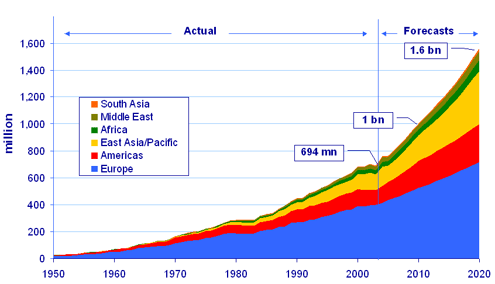 Actual
Forecasts
1,600
1,400
1,200
1,000
800
600
400
200
0
million
1.6 bn
1 bn
694 mn
South Asia
Middle East
Africa
East Asia/Pacific
Americas
Europe
1950 1960 1970 1980 1990 2000 2010 2020